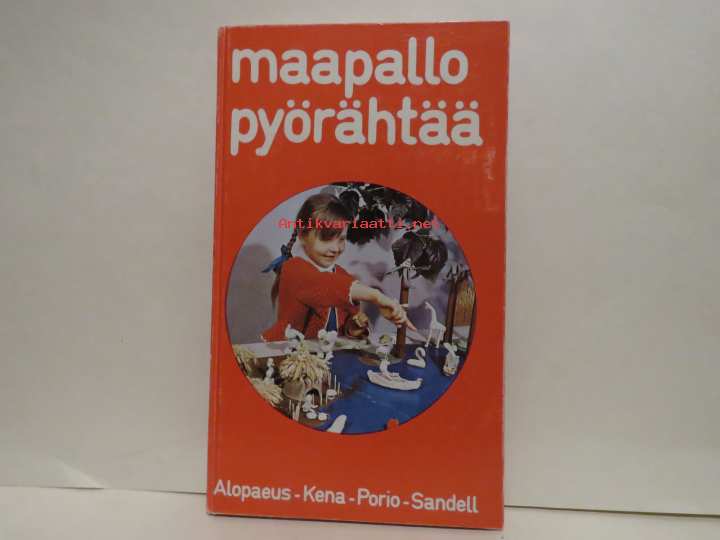 maapallo
pyörähtää
Antikvariaatti.net
Alopaeus - Kena - Porio - Sandell